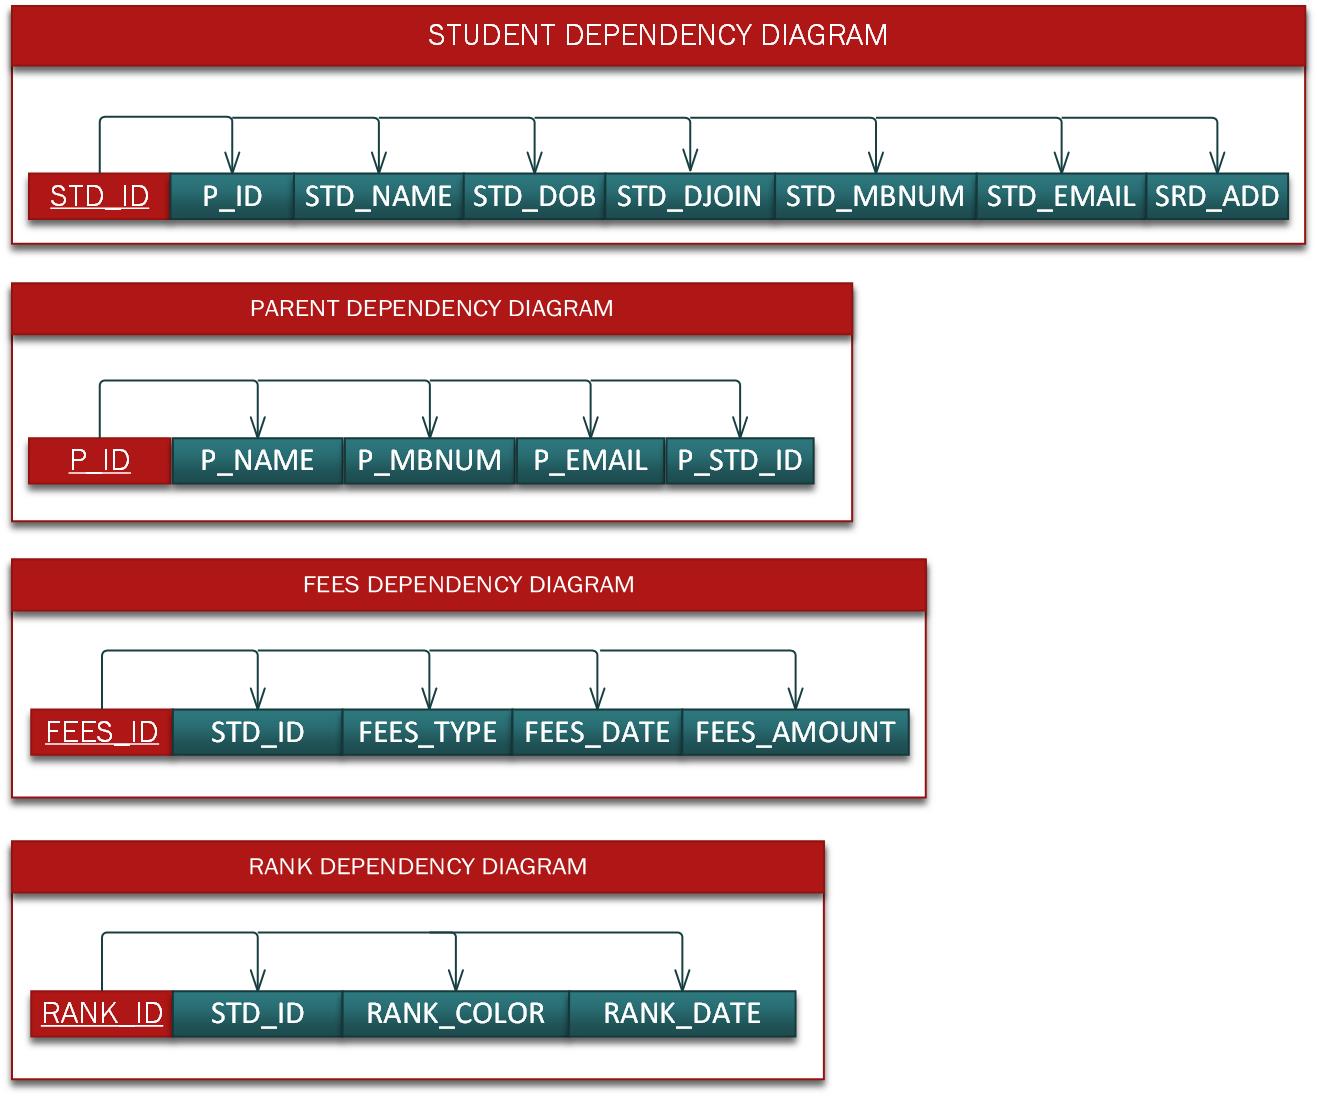 STUDENT DEPENDENCY DIAGRAM
STD_ID P_ID STD_NAME STD_DOB STD_DJOIN STD_MBNUM STD_EMAIL SRD_ADD
PARENT DEPENDENCY DIAGRAM
P_ID P_NAME P_MBNUM P_EMAIL P_STD_ID
FEES DEPENDENCY DIAGRAM
FEES_ID STD_ID FEES_TYPE FEES_DATE FEES_AMOUNT
RANK DEPENDENCY DIAGRAM
RANK_ID STD_ID RANK_COLOR RANK_DATE